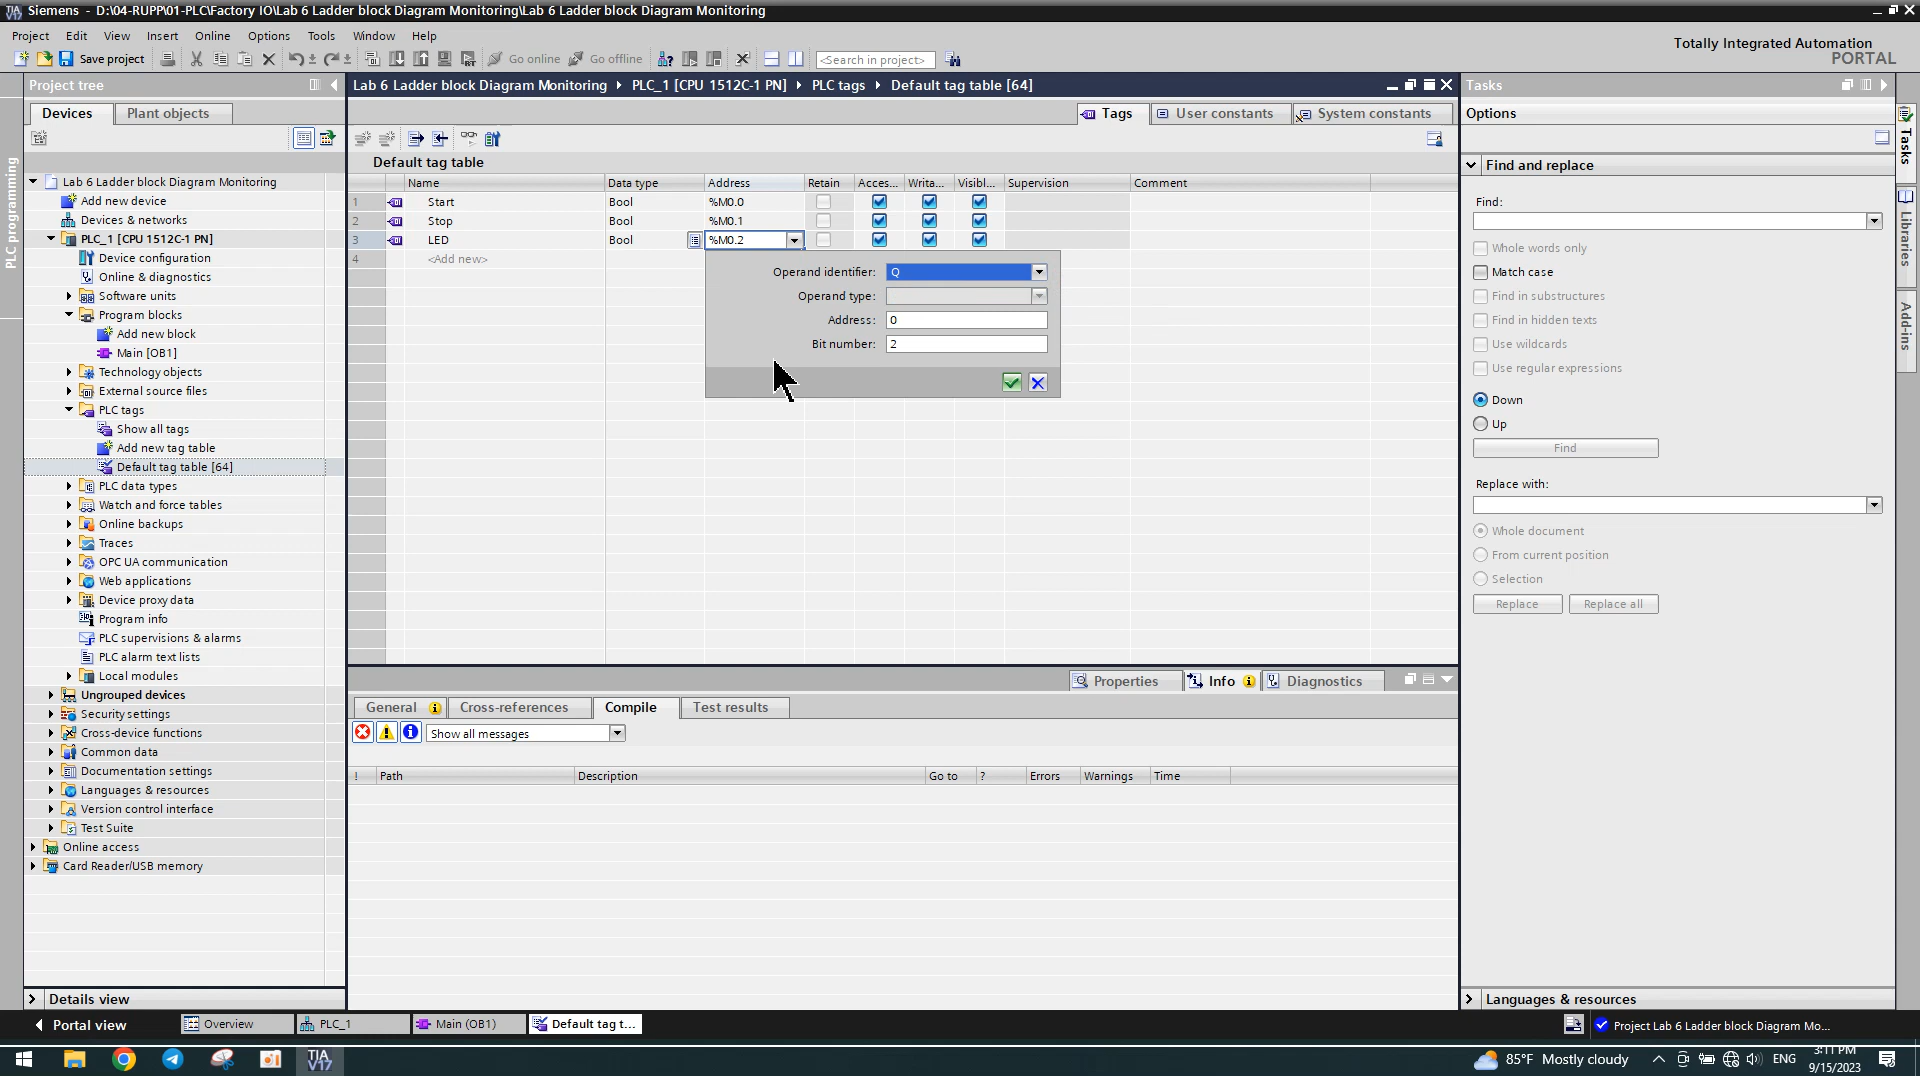 Siemens - D:\04-RUPP\01-PLC\Factory IO\Lab 6 Ladder block Diagram Monitoring\Lab 6 Ladder block Diagram Monitoring
Project Edit View Insert Online Options Tools Window Help
Totally Integrated Automation
PORTAL
Save project Go online Go offline <Search in project>
Project tree
Lab 6 Ladder block Diagram Monitoring PLC_1 [CPU 1512C-1 PN] PLC tags Default tag table [64]
Tasks
Devices Plant objects
Tags User constants System constants
Options
Default tag table
Find and replace
Name Data type Address Retain Acces... Writa... Visibl... Supervision Comment
1 Start Bool %M0.0
2 Stop Bool %M0.1
3 LED Bool %M0.2
4 <Add new>
Operand identifier: Q
Operand type:
Address: 0
Bit number: 2
PLC programming
Lab 6 Ladder block Diagram Monitoring
Add new device
Devices & networks
PLC_1 [CPU 1512C-1 PN]
Device configuration
Online & diagnostics
Software units
Program blocks
Add new block
Main [OB1]
Technology objects
External source files
PLC tags
Show all tags
Add new tag table
Default tag table [64]
PLC data types
Watch and force tables
Online backups
Traces
OPC UA communication
Web applications
Device proxy data
Program info
PLC supervisions & alarms
PLC alarm text lists
Local modules
Ungrouped devices
Security settings
Cross-device functions
Common data
Documentation settings
Languages & resources
Version control interface
Test Suite
Online access
Card Reader/USB memory
Details view
Find:
Whole words only
Match case
Find in substructures
Find in hidden texts
Use wildcards
Use regular expressions
Down
Up
Find
Replace with:
Whole document
From current position
Selection
Replace Replace all
Languages & resources
Tasks
Libraries
Add-ins
Properties Info Diagnostics
General Cross-references Compile Test results
Show all messages
! Path Description Go to ? Errors Warnings Time
Portal view Overview PLC_1 Main (OB1) Default tag t...
Project Lab 6 Ladder block Diagram Mo...
TIA V17
85°F Mostly cloudy ENG
3:11 PM
9/15/2023